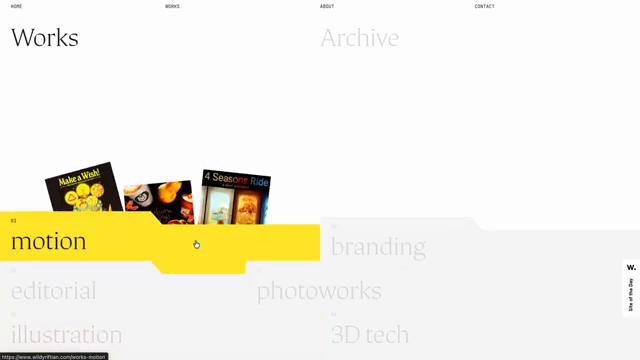 HOME
WORKS
ABOUT
CONTACT
Works
Archive
Make a Wish!
4 Seasons Ride
01
motion
branding
editorial
photoworks
illustration
3D tech
W.
Site of the Day
https://www.wildyriftian.com/works-motion